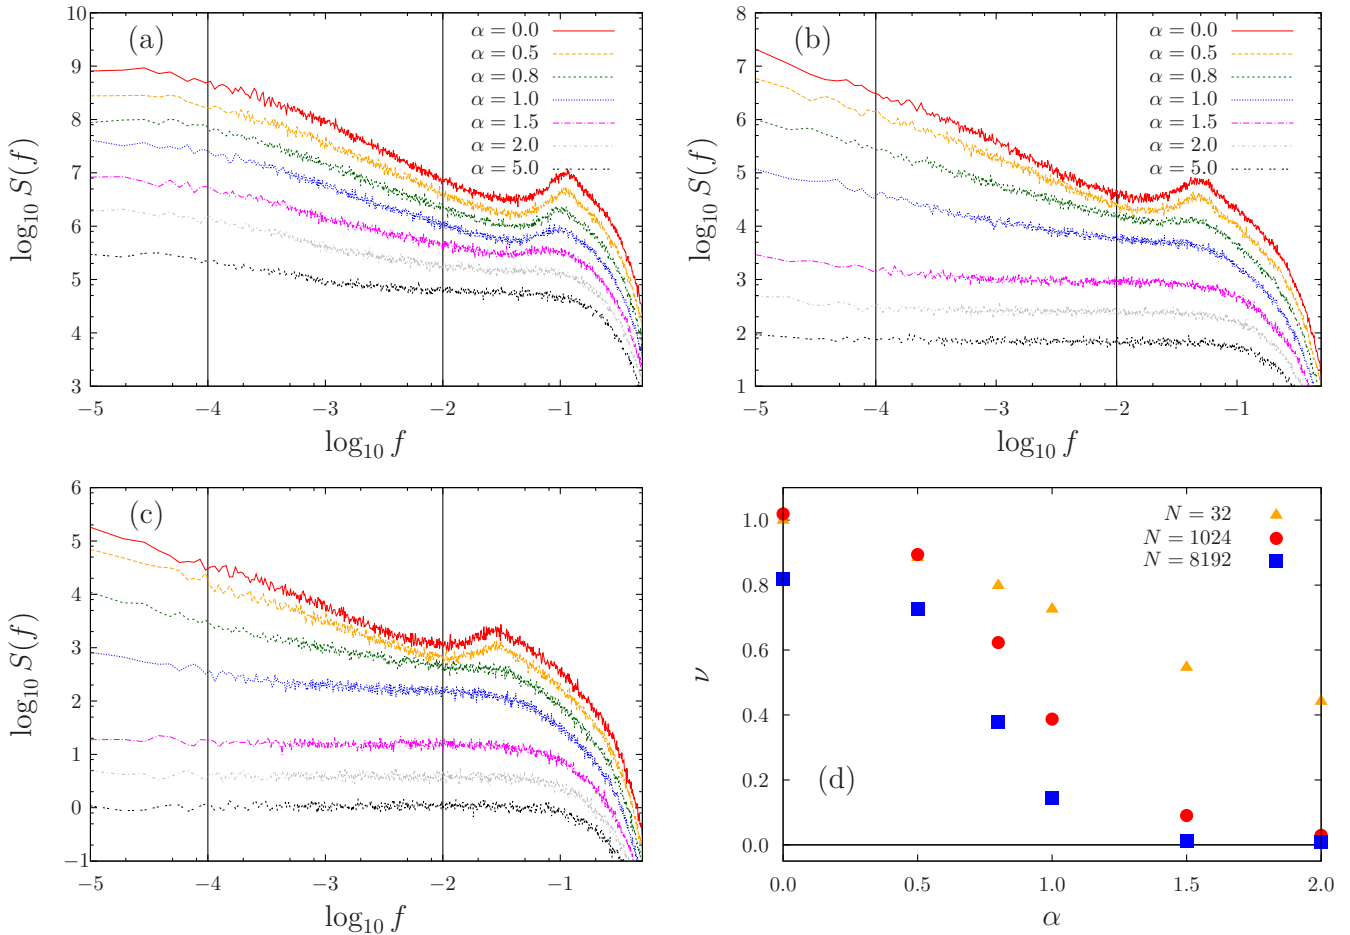 (a)
α = 0.0
α = 0.5
α = 0.8
α = 1.0
α = 1.5
α = 2.0
α = 5.0
10
9
8
7
6
5
4
3
log₁₀ S(f)
−5 −4 −3 −2 −1
log₁₀ f
(b)
α = 0.0
α = 0.5
α = 0.8
α = 1.0
α = 1.5
α = 2.0
α = 5.0
8
7
6
5
4
3
2
1
log₁₀ S(f)
−5 −4 −3 −2 −1
log₁₀ f
(c)
6
5
4
3
2
1
0
−1
log₁₀ S(f)
−5 −4 −3 −2 −1
log₁₀ f
N = 32
N = 1024
N = 8192
(d)
1.0
0.8
0.6
0.4
0.2
0.0
ν
0.0 0.5 1.0 1.5 2.0
α